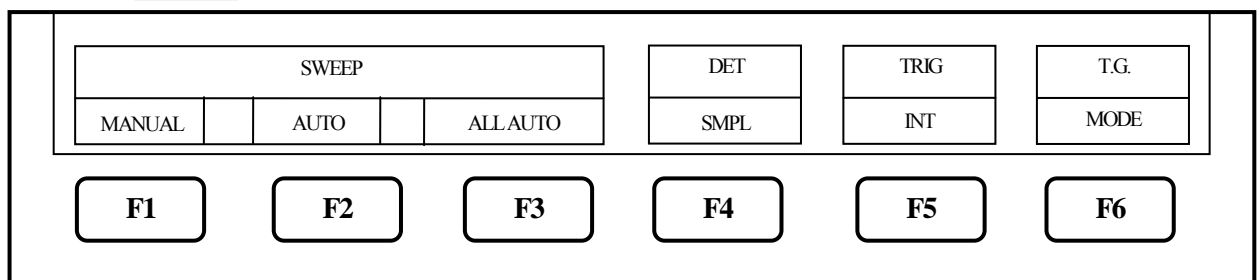 SWEEP DET TRIG T.G.
MANUAL AUTO ALL AUTO SMPL INT MODE
F1 F2 F3 F4 F5 F6